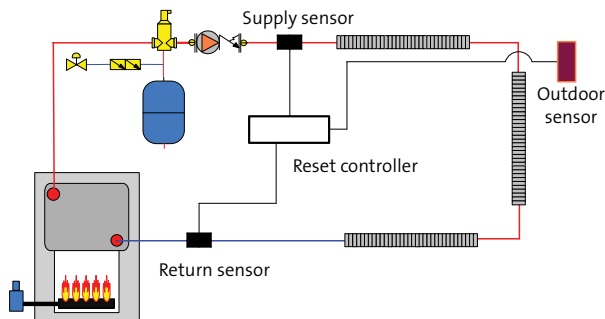 Supply sensor
Outdoor
sensor
Reset controller
Return sensor